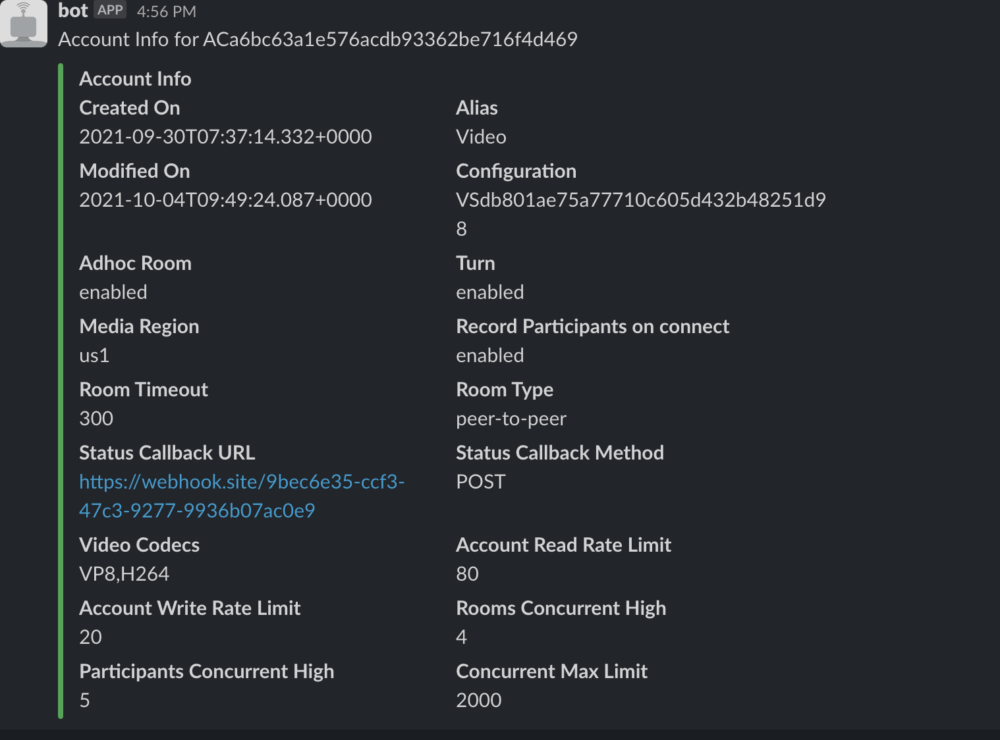 bot APP 4:56 PM
Account Info for ACa6bc63a1e576acdb93362be716f4d469
Account Info
Created On
2021-09-30T07:37:14.332+0000
Alias
Video
Modified On
2021-10-04T09:49:24.087+0000
Configuration
VSdb801ae75a77710c605d432b48251d9
8
Adhoc Room
enabled
Turn
enabled
Media Region
us1
Record Participants on connect
enabled
Room Timeout
300
Room Type
peer-to-peer
Status Callback URL
https://webhook.site/9bec6e35-ccf3-
47c3-9277-9936b07ac0e9
Status Callback Method
POST
Video Codecs
VP8,H264
Account Read Rate Limit
80
Account Write Rate Limit
20
Rooms Concurrent High
4
Participants Concurrent High
5
Concurrent Max Limit
2000